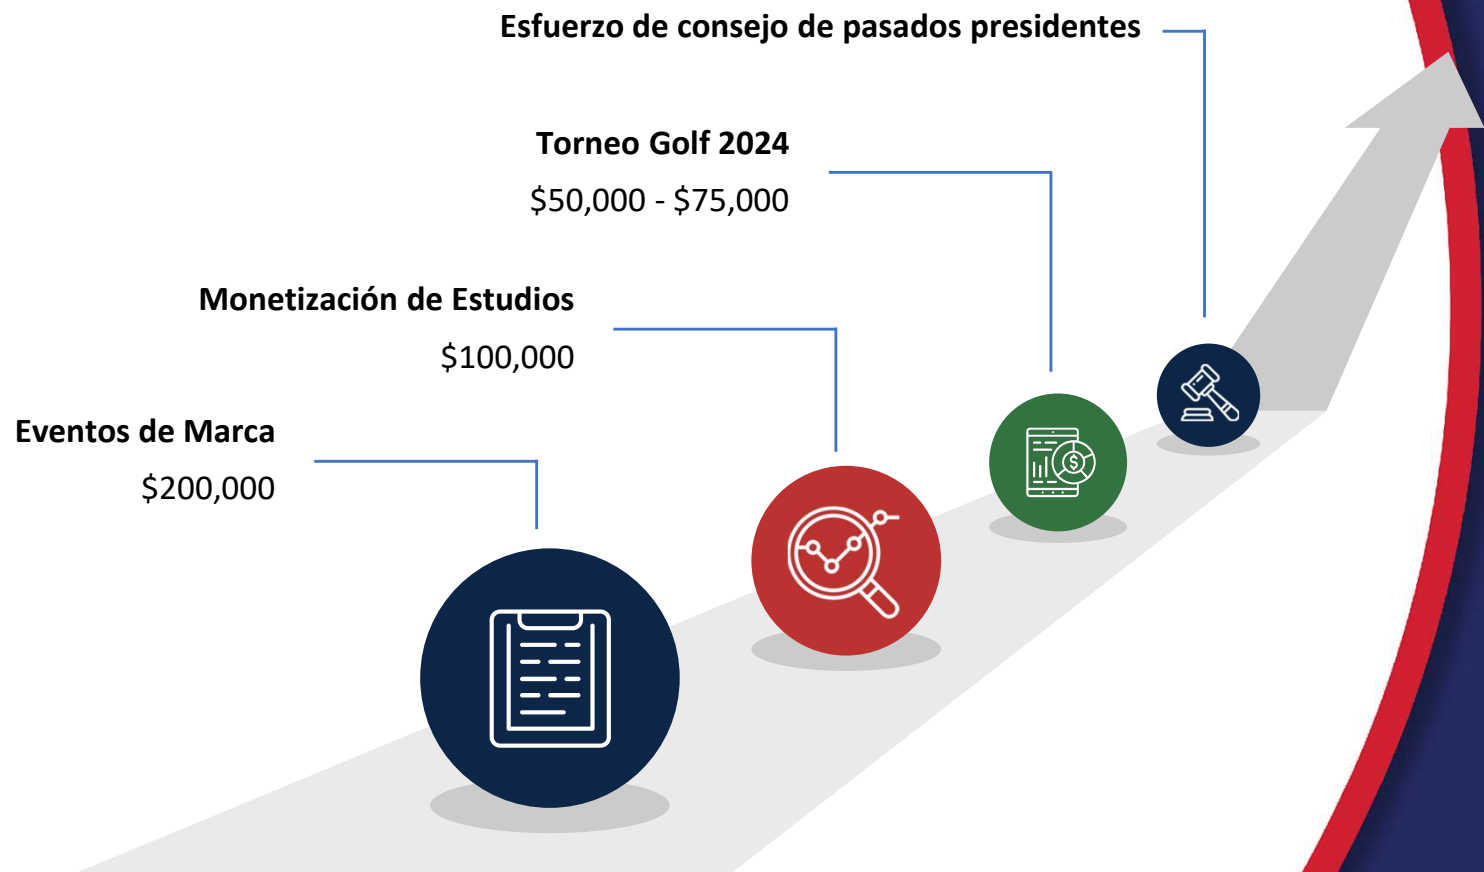 Esfuerzo de consejo de pasados presidentes
Torneo Golf 2024
$50,000 - $75,000
Monetización de Estudios
$100,000
Eventos de Marca
$200,000
$